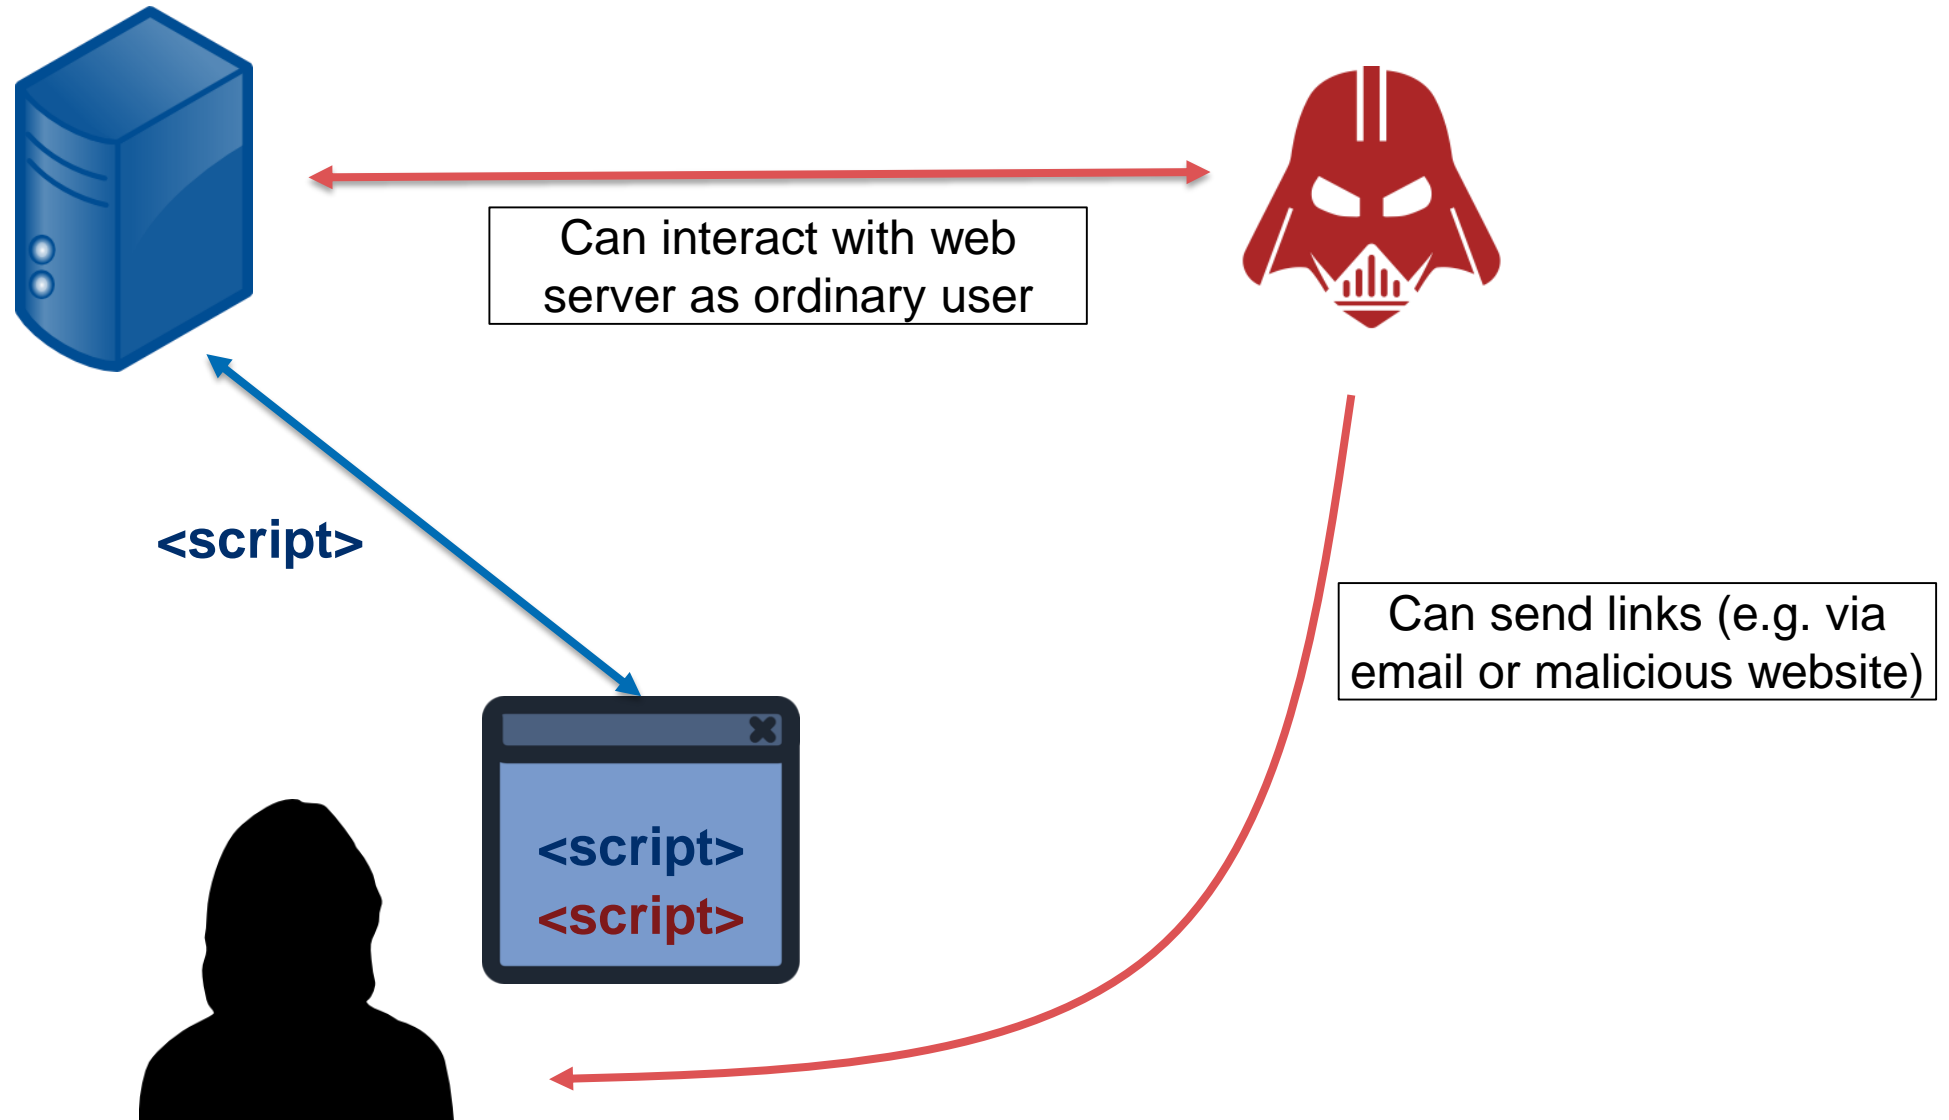 Can interact with web
server as ordinary user
<script>
Can send links (e.g. via
email or malicious website)
<script>
<script>